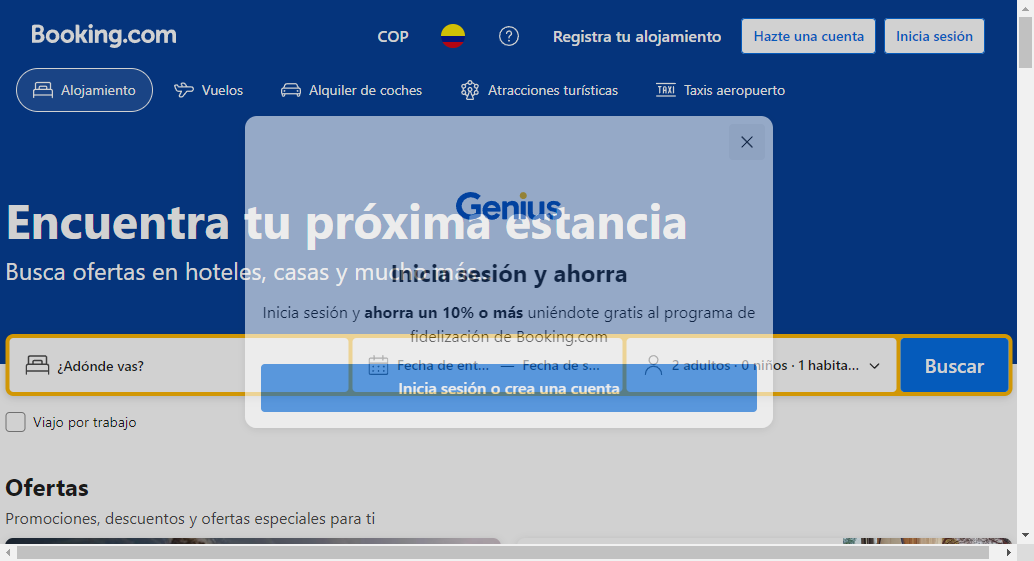 Booking.com
COP
Registra tu alojamiento
Hazte una cuenta
Inicia sesión
Alojamiento
Vuelos
Alquiler de coches
Atracciones turísticas
TAXI
Taxis aeropuerto
Genius
Encuentra tu próxima estancia
Busca ofertas en hoteles, casas y mucho más...
Inicia sesión y ahorra
Inicia sesión y ahorra un 10% o más uniéndote gratis al programa de
fidelización de Booking.com
¿Adónde vas?
Fecha de ent... — Fecha de s...
2 adultos · 0 niños · 1 habita...
Buscar
Inicia sesión o crea una cuenta
Viajo por trabajo
Ofertas
Promociones, descuentos y ofertas especiales para ti